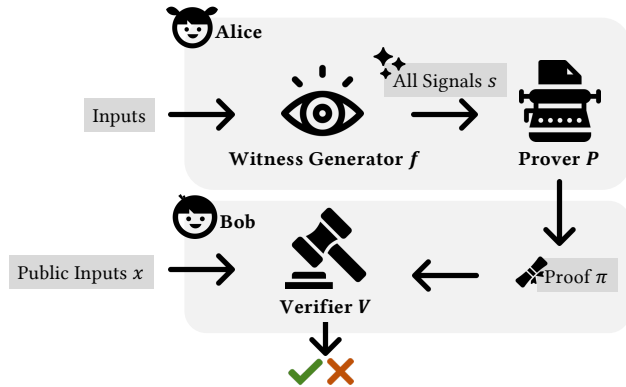 Alice
All Signals s
Inputs
Witness Generator f
Prover P
Bob
Public Inputs x
Proof π
Verifier V